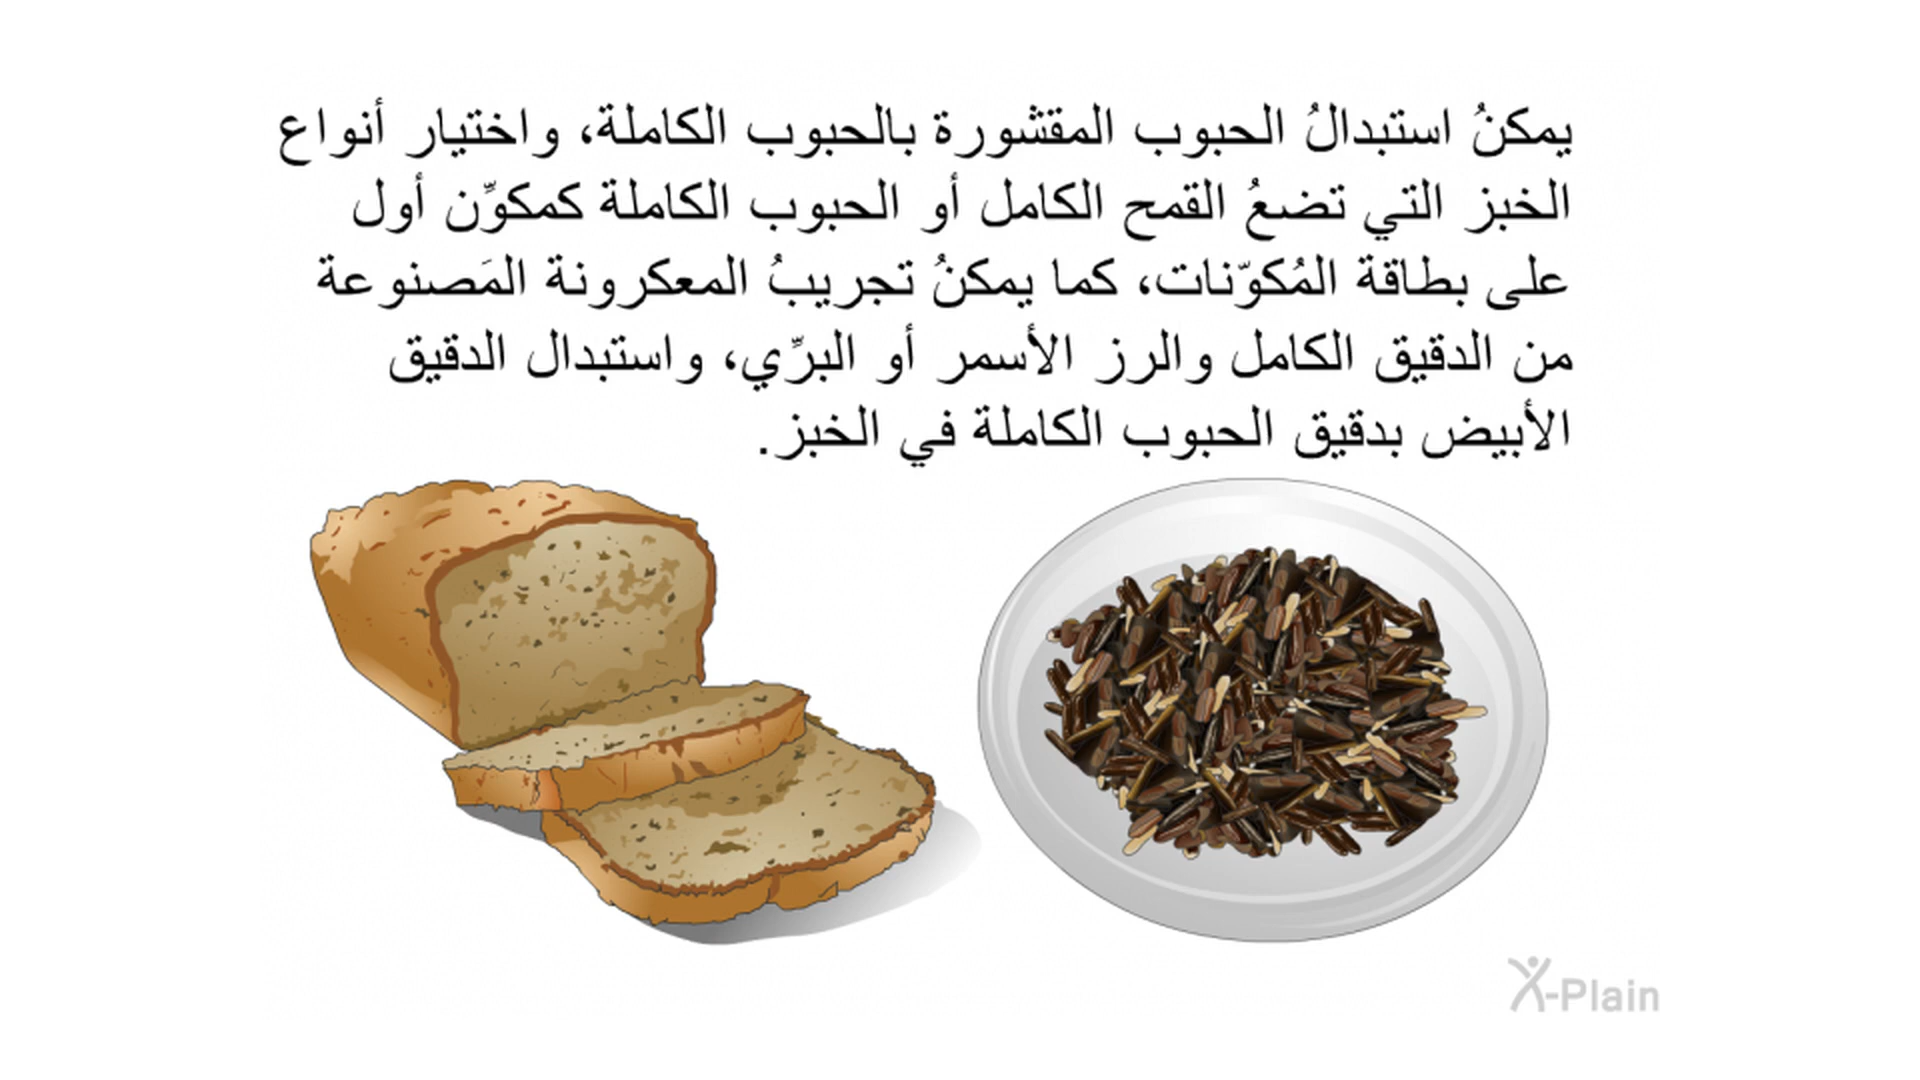 يمكنُ استبدالُ الحبوب المقشورة بالحبوب الكاملة، واختيار أنواع
الخبز التي تضعُ القمح الكامل أو الحبوب الكاملة كمكوِّن أول
على بطاقة المُكوّنات، كما يمكنُ تجريبُ المعكرونة المَصنوعة
من الدقيق الكامل والرز الأسمر أو البرِّي، واستبدال الدقيق
الأبيض بدقيق الحبوب الكاملة في الخبز.
X-Plain